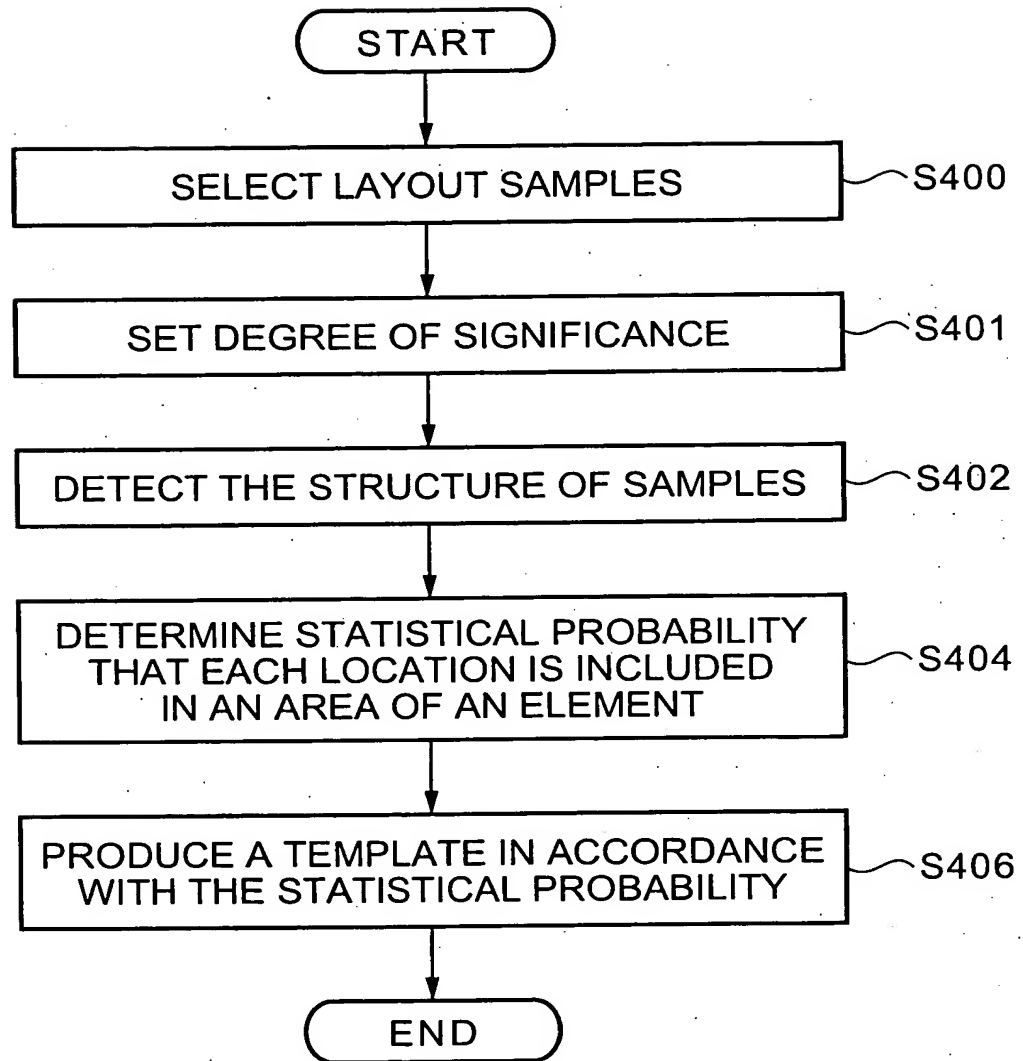 START
SELECT LAYOUT SAMPLES
S400
SET DEGREE OF SIGNIFICANCE
S401
DETECT THE STRUCTURE OF SAMPLES
S402
DETERMINE STATISTICAL PROBABILITY
THAT EACH LOCATION IS INCLUDED
IN AN AREA OF AN ELEMENT
S404
PRODUCE A TEMPLATE IN ACCORDANCE
WITH THE STATISTICAL PROBABILITY
S406
END